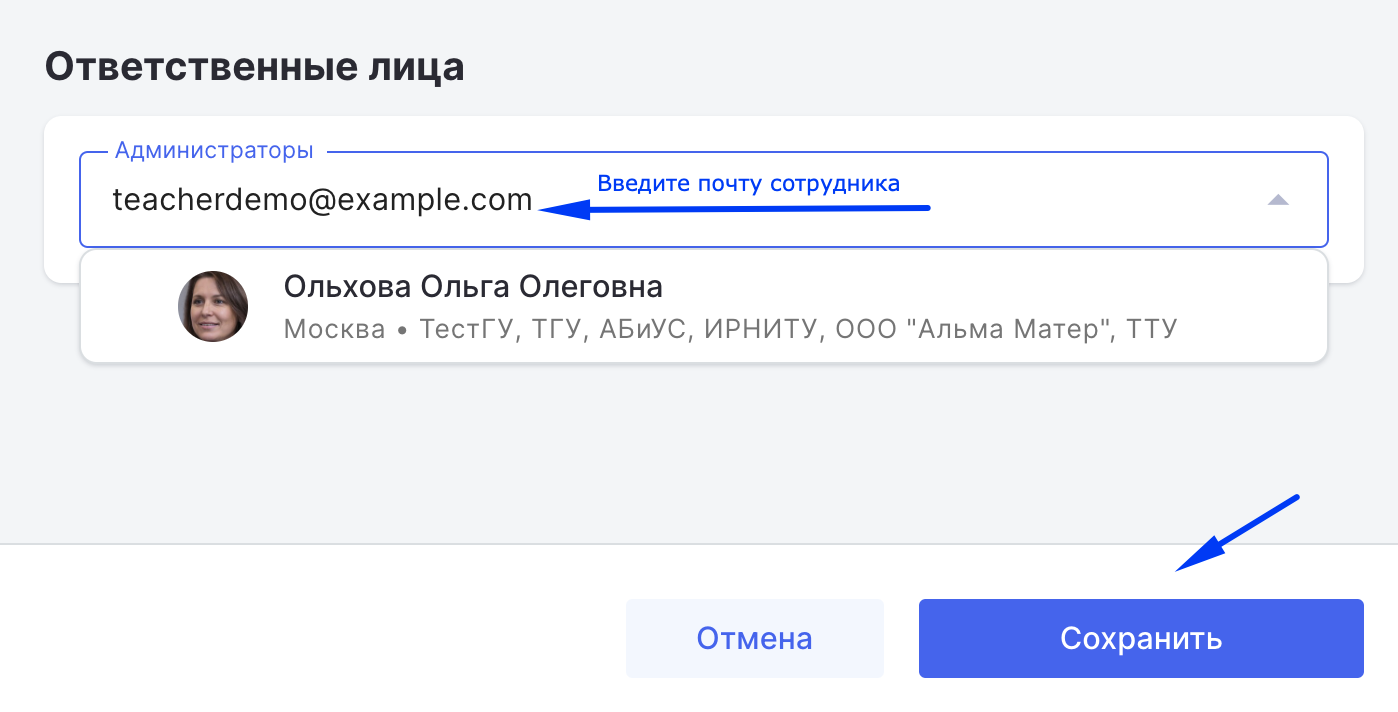 Ответственные лица
Администраторы
Введите почту сотрудника
teacherdemo@example.com
Ольхова Ольга Олеговна
Москва • ТестГУ, ТГУ, АБиУС, ИРНИТУ, ООО "Альма Матер", ТТУ
Отмена
Сохранить